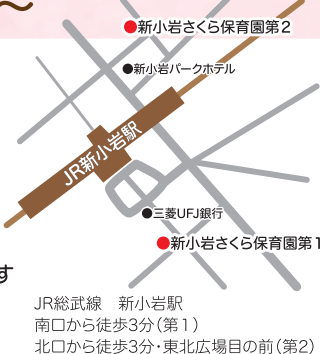 ●新小岩さくら保育園第2
●新小岩パークホテル
JR新小岩駅
●三菱UFJ銀行
●新小岩さくら保育園第1
す
JR総武線　新小岩駅
南口から徒歩3分（第1）
北口から徒歩3分・東北広場目の前（第2）